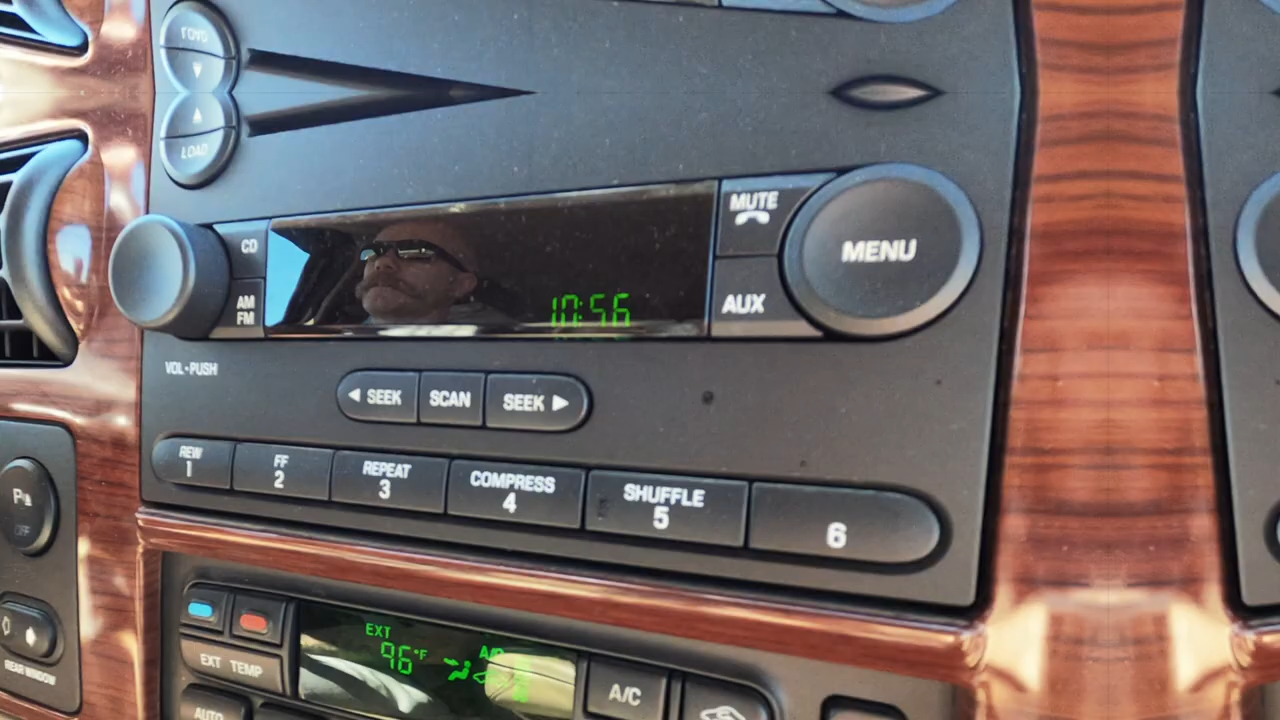 LOAD
LOAD
CD
AM
FM
10:56
MUTE
MENU
AUX
VOL•PUSH
SEEK
SCAN
SEEK
REW
1
FF
2
REPEAT
3
COMPRESS
4
SHUFFLE
5
6
P
OFF
REAR WINDOW
EXT
96°F
EXT TEMP
A/C
AUTO